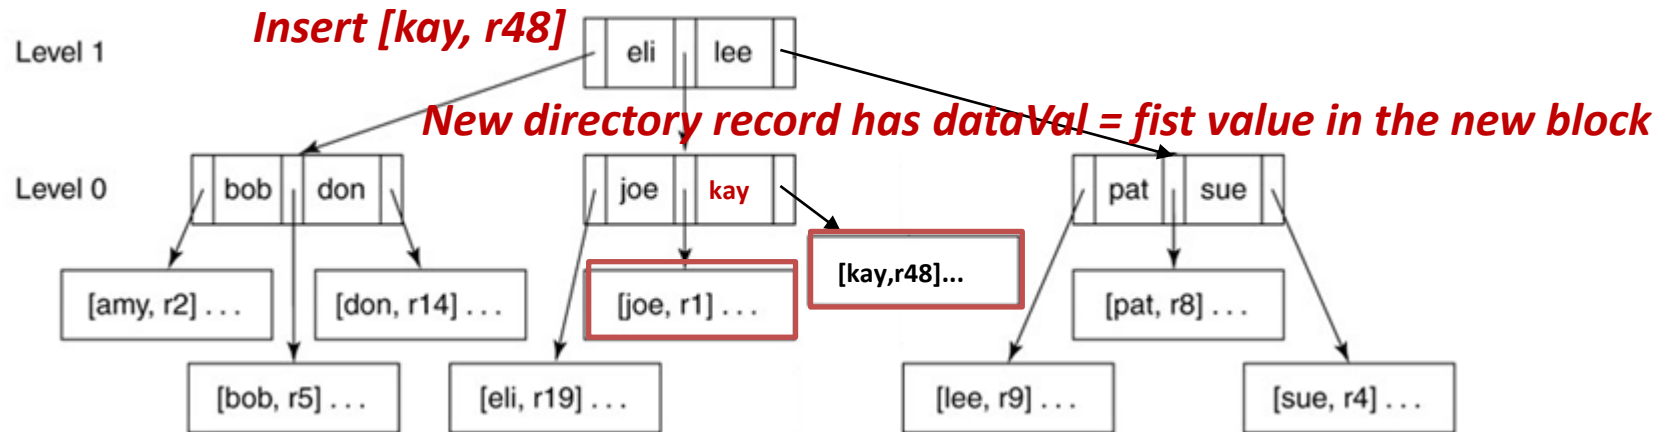 Insert [kay, r48]
Level 1
eli lee
New directory record has dataVal = fist value in the new block
Level 0
bob don
joe kay
pat sue
[kay,r48]...
[amy, r2] . . .
[don, r14] . . .
[joe, r1] . . .
[pat, r8] . . .
[bob, r5] . . .
[eli, r19] . . .
[lee, r9] . . .
[sue, r4] . . .